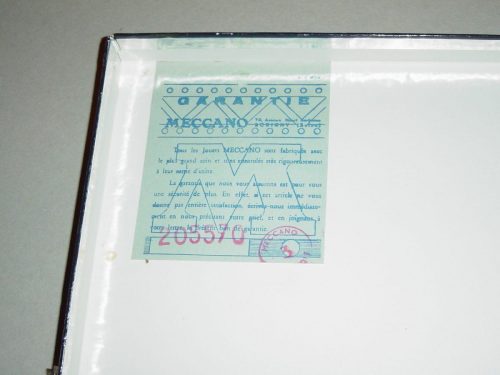 GARANTIE
MECCANO
Tous les Jouets MECCANO sont fabriqués avec
le plus grand soin et sont contrôlés très rigoureusement
à leur sortie d'usine.
La garantie que nous vous assurons est pour vous
une sécurité de plus. En effet, si cet article ne vous
donne pas entière satisfaction, écrivez-nous immédiate-
ment en nous précisant votre grief, et en joignant à
votre lettre le présent bon de garantie.
205570
MECCANO